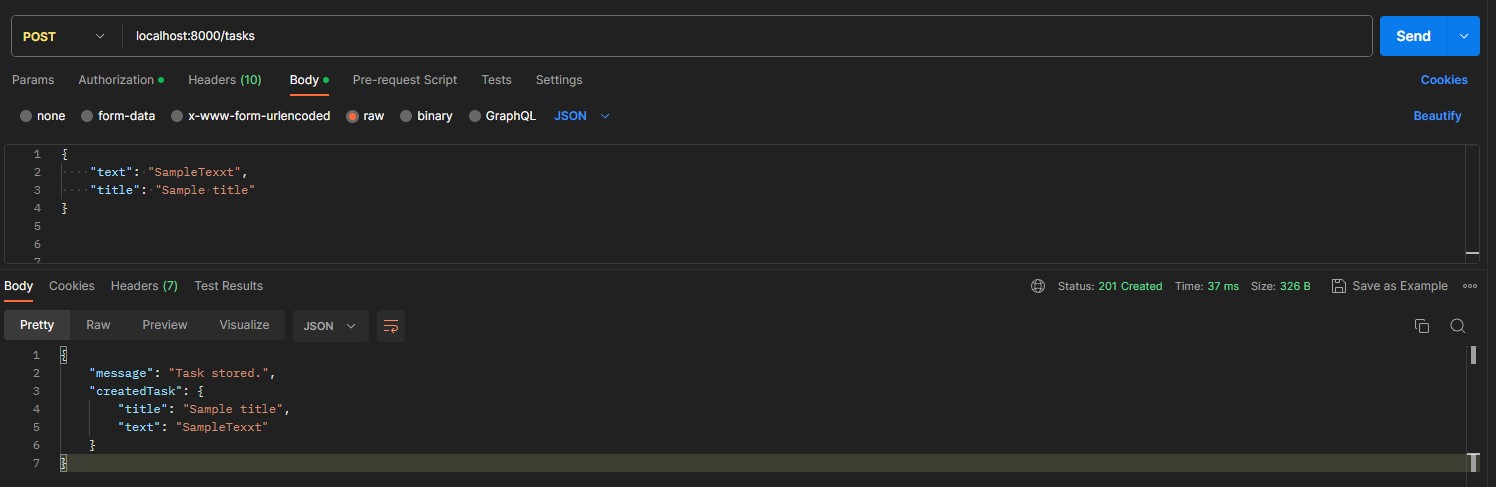 POST localhost:8000/tasks Send
Params Authorization Headers (10) Body Pre-request Script Tests Settings Cookies
none form-data x-www-form-urlencoded raw binary GraphQL JSON Beautify
1 {
2 "text": "SampleTexxt",
3 "title": "Sample title"
4 }
5
6
7
Body Cookies Headers (7) Test Results Status: 201 Created Time: 37 ms Size: 326 B Save as Example
Pretty Raw Preview Visualize JSON
1 {
2 "message": "Task stored.",
3 "createdTask": {
4 "title": "Sample title",
5 "text": "SampleTexxt"
6 }
7 }